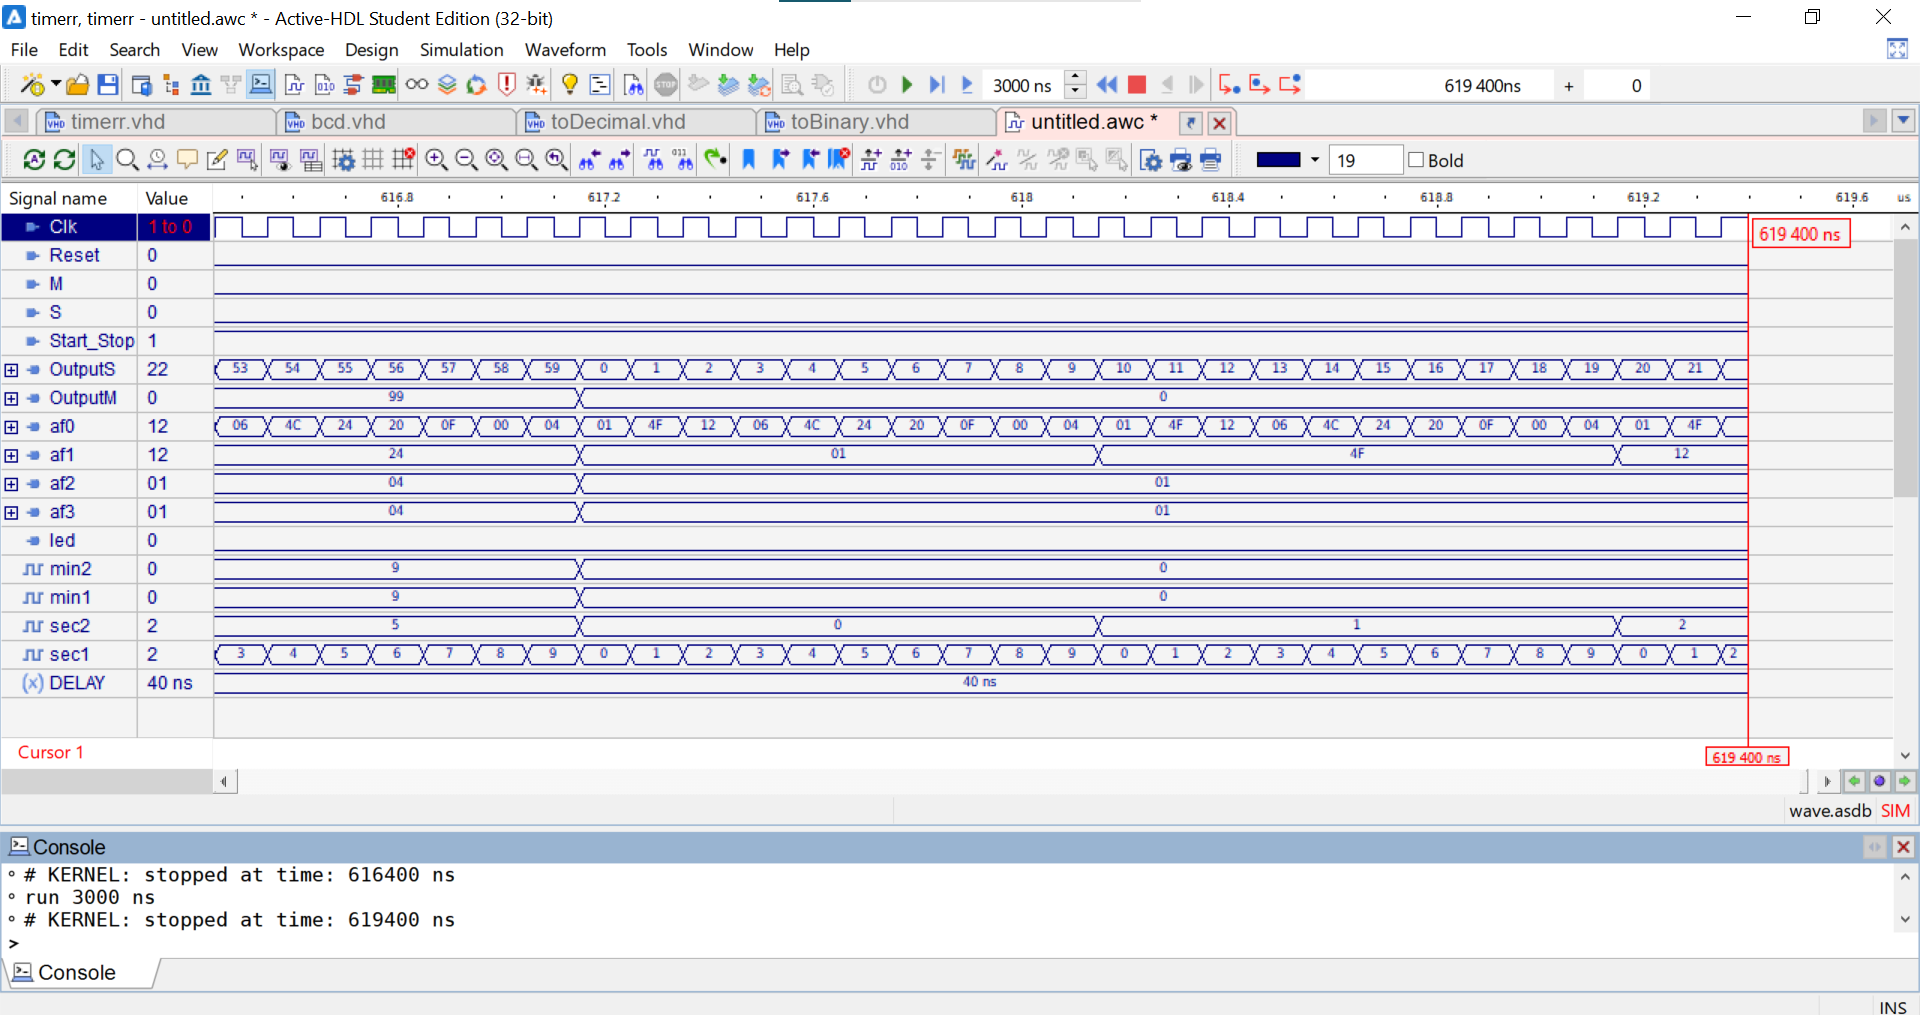 timerr, timerr - untitled.awc * - Active-HDL Student Edition (32-bit)
File Edit Search View Workspace Design Simulation Waveform Tools Window Help
3000 ns 619 400ns + 0
timerr.vhd bcd.vhd toDecimal.vhd toBinary.vhd untitled.awc *
19 Bold
Signal name Value 616.8 617.2 617.6 618 618.4 618.8 619.2 619.6 us
Clk 1 to 0
619 400 ns
Reset 0
M 0
S 0
Start_Stop 1
OutputS 22 53 54 55 56 57 58 59 0 1 2 3 4 5 6 7 8 9 10 11 12 13 14 15 16 17 18 19 20 21
OutputM 0 99 0
af0 12 06 4C 24 20 0F 00 04 01 4F 12 06 4C 24 20 0F 00 04 01 4F 12 06 4C 24 20 0F 00 04 01 4F
af1 12 24 01 4F 12
af2 01 04 01
af3 01 04 01
led 0
min2 0 9 0
min1 0 9 0
sec2 2 5 0 1 2
sec1 2 3 4 5 6 7 8 9 0 1 2 3 4 5 6 7 8 9 0 1 2 3 4 5 6 7 8 9 0 1 2
(x) DELAY 40 ns 40 ns
Cursor 1 619 400 ns
wave.asdb SIM
Console
# KERNEL: stopped at time: 616400 ns
run 3000 ns
# KERNEL: stopped at time: 619400 ns
>
Console
INS